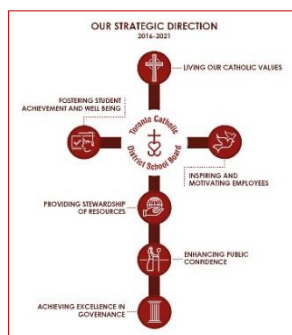 OUR STRATEGIC DIRECTION
2016-2021
LIVING OUR CATHOLIC VALUES
FOSTERING STUDENT
ACHIEVEMENT AND WELL BEING
Toronto Catholic
District School Board
INSPIRING AND
MOTIVATING EMPLOYEES
PROVIDING STEWARDSHIP
OF RESOURCES
ENHANCING PUBLIC
CONFIDENCE
ACHIEVING EXCELLENCE IN
GOVERNANCE